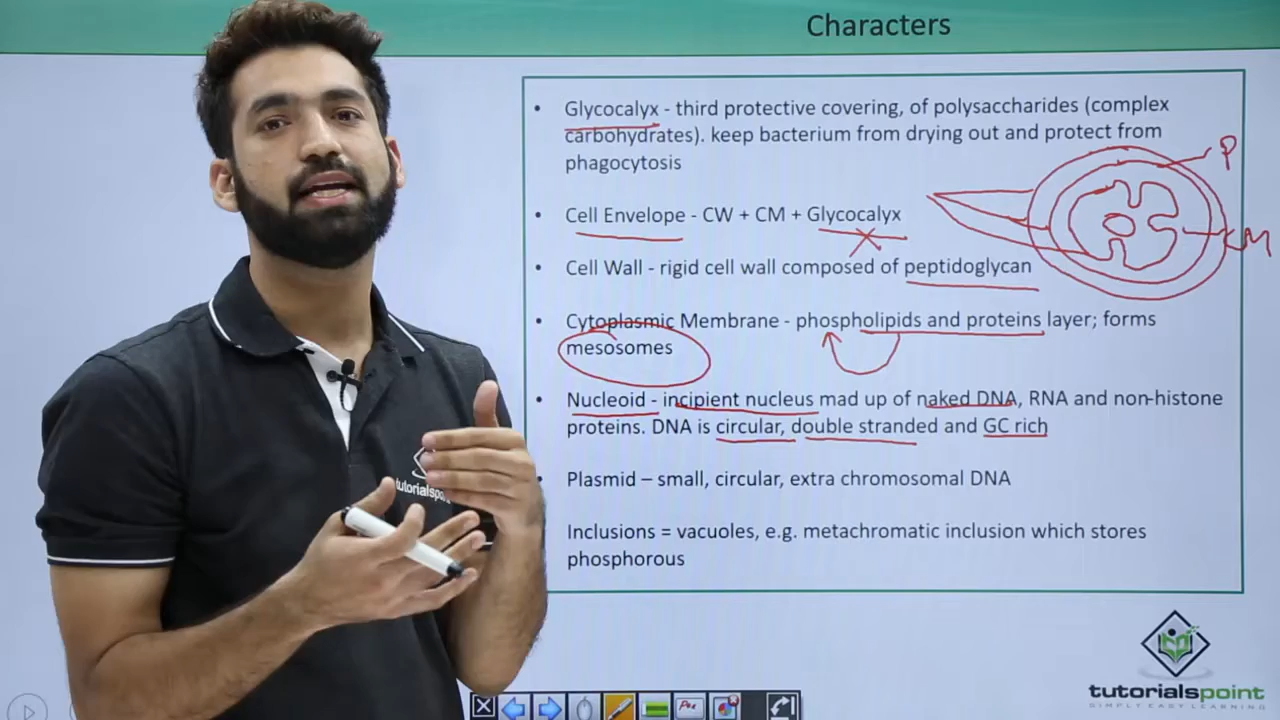 Characters
Glycocalyx - third protective covering, of polysaccharides (complex
carbohydrates). keep bacterium from drying out and protect from
phagocytosis
P
Cell Envelope - CW + CM + Glycocalyx
CM
Cell Wall - rigid cell wall composed of peptidoglycan
Cytoplasmic Membrane - phospholipids and proteins layer; forms
mesosomes
Nucleoid - incipient nucleus mad up of naked DNA, RNA and non-histone
proteins. DNA is circular, double stranded and GC rich
Plasmid – small, circular, extra chromosomal DNA
Inclusions = vacuoles, e.g. metachromatic inclusion which stores
phosphorous
tutorialspoint
SIMPLY EASY LEARNING